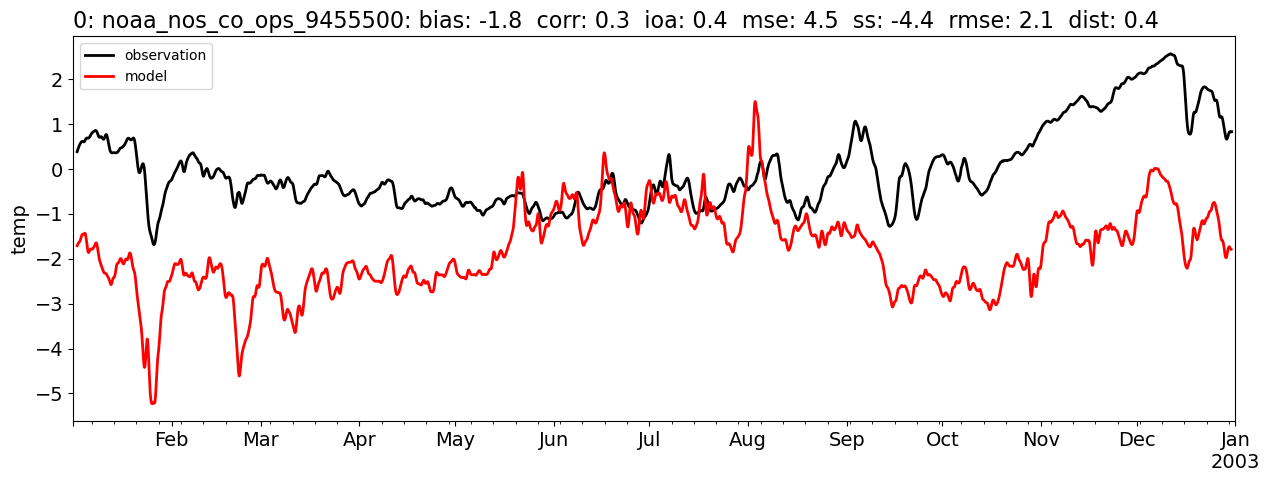 0: noaa_nos_co_ops_9455500: bias: -1.8  corr: 0.3  ioa: 0.4  mse: 4.5  ss: -4.4  rmse: 2.1  dist: 0.4
observation
model
2
1
0
−1
−2
−3
−4
−5
temp
Feb Mar Apr May Jun Jul Aug Sep Oct Nov Dec Jan
2003